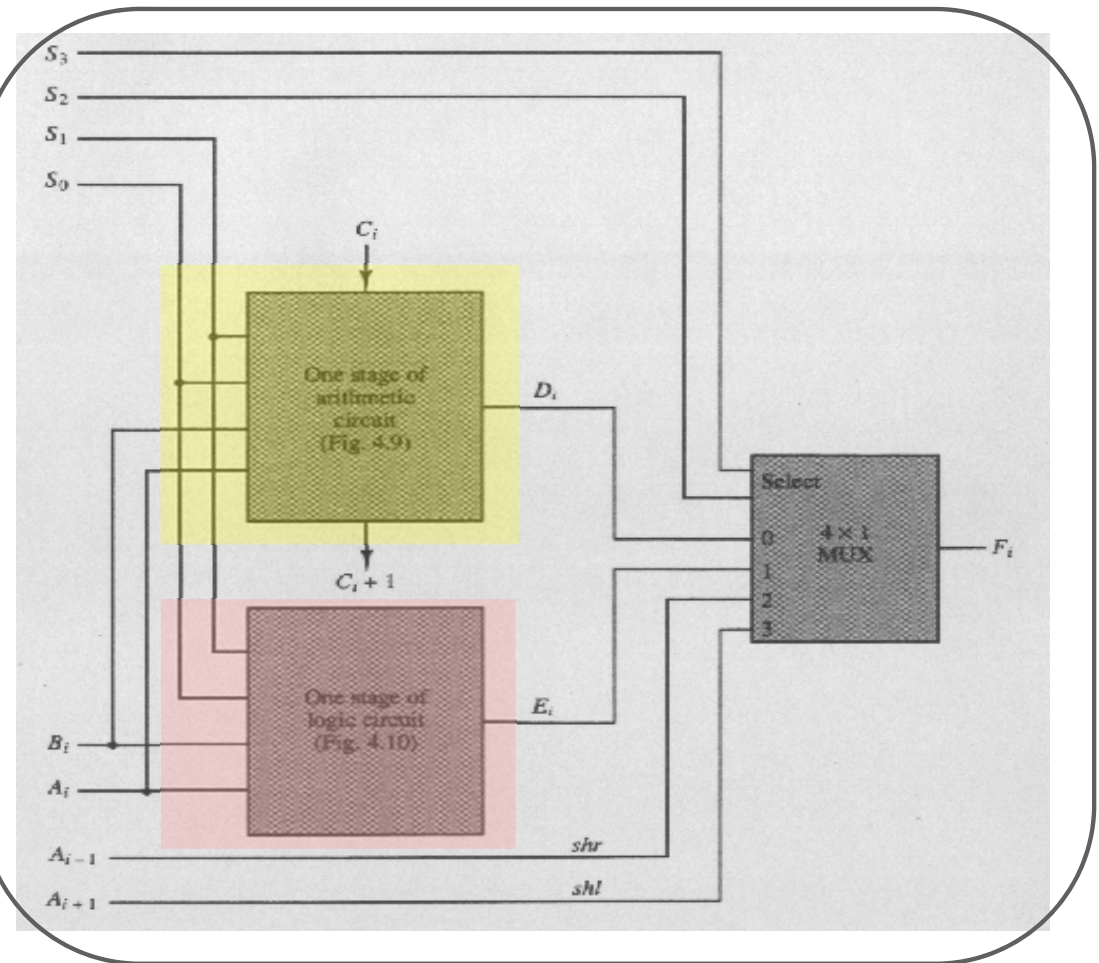 S₃
S₂
S₁
S₀
Cᵢ
One stage of
arithmetic
circuit
(Fig. 4.9)
Dᵢ
Select
4 × 1
MUX
0
1
2
3
Fᵢ
Cᵢ + 1
One stage of
logic circuit
(Fig. 4.10)
Eᵢ
Bᵢ
Aᵢ
Aᵢ₋₁
shr
Aᵢ₊₁
shl